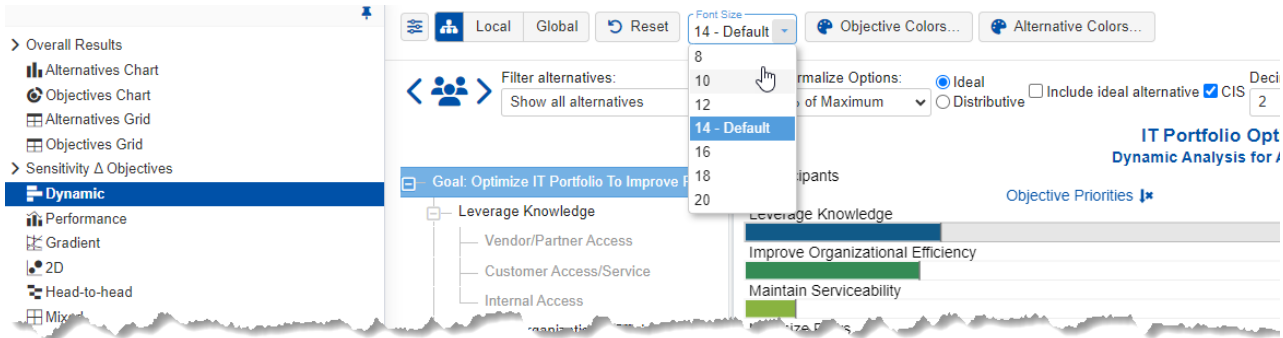 Overall Results
Alternatives Chart
Objectives Chart
Alternatives Grid
Objectives Grid
Sensitivity Δ Objectives
Dynamic
Performance
Gradient
2D
Head-to-head
Mixed
Local Global Reset
Font Size
14 - Default
Objective Colors... Alternative Colors...
8
10
12
14 - Default
16
18
20
Filter alternatives:
Show all alternatives
rmalize Options:
of Maximum
Ideal
Distributive
Include ideal alternative CIS
Deci
2
IT Portfolio Opt
Dynamic Analysis for A
Goal: Optimize IT Portfolio To Improve
Leverage Knowledge
Vendor/Partner Access
Customer Access/Service
Internal Access
cipants
Objective Priorities
Leverage Knowledge
Improve Organizational Efficiency
Maintain Serviceability